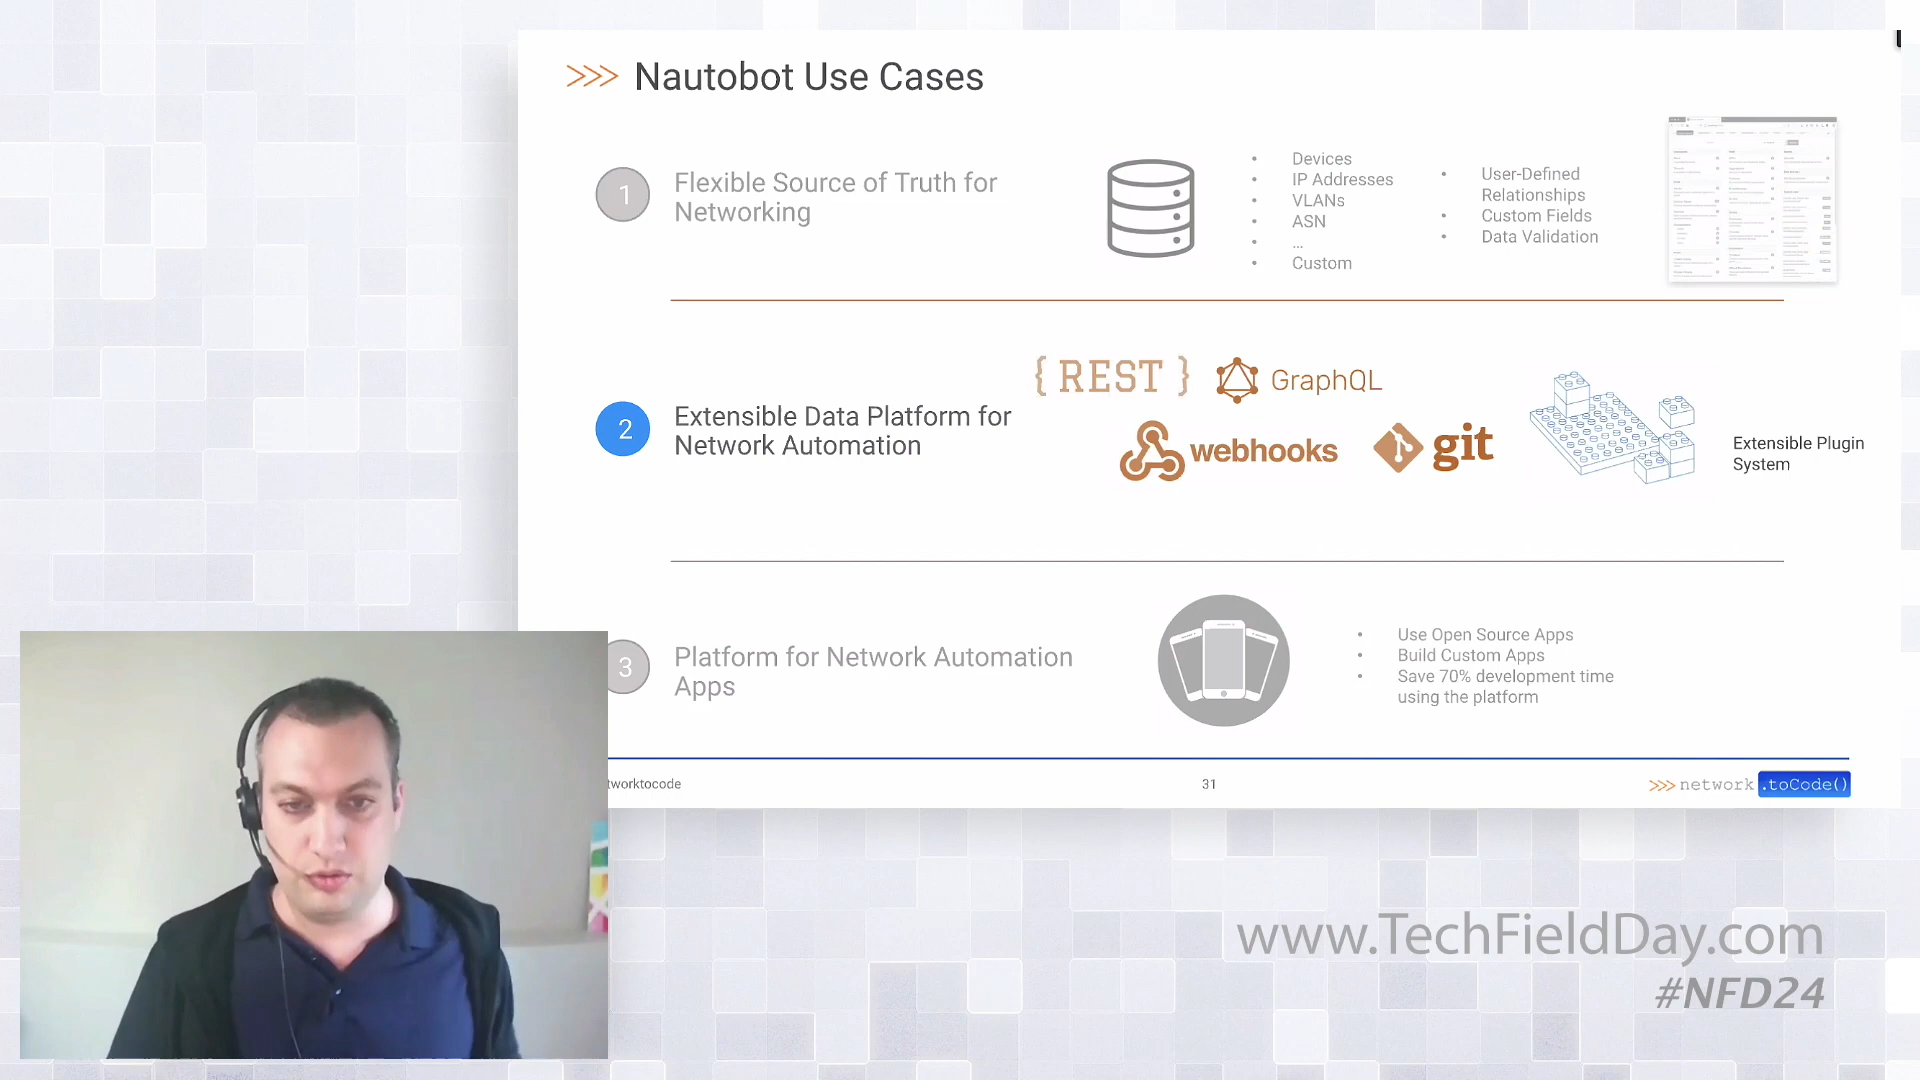 >>> Nautobot Use Cases
1
Flexible Source of Truth for
Networking
• Devices
• IP Addresses
• VLANs
• ASN
• ...
• Custom
• User-Defined
Relationships
• Custom Fields
• Data Validation
2
Extensible Data Platform for
Network Automation
{ REST }
GraphQL
webhooks
git
Extensible Plugin
System
3
Platform for Network Automation
Apps
• Use Open Source Apps
• Build Custom Apps
• Save 70% development time
using the platform
tworktocode
31
>>> network .toCode()
www.TechFieldDay.com
#NFD24